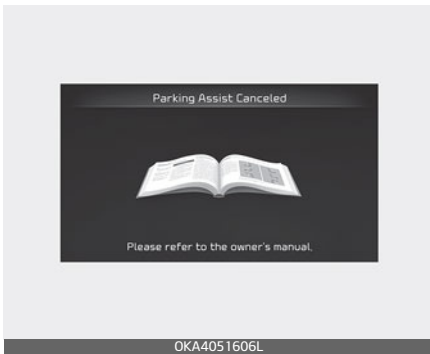 Parking Assist Canceled
Please refer to the owner's manual.
OKA4051606L